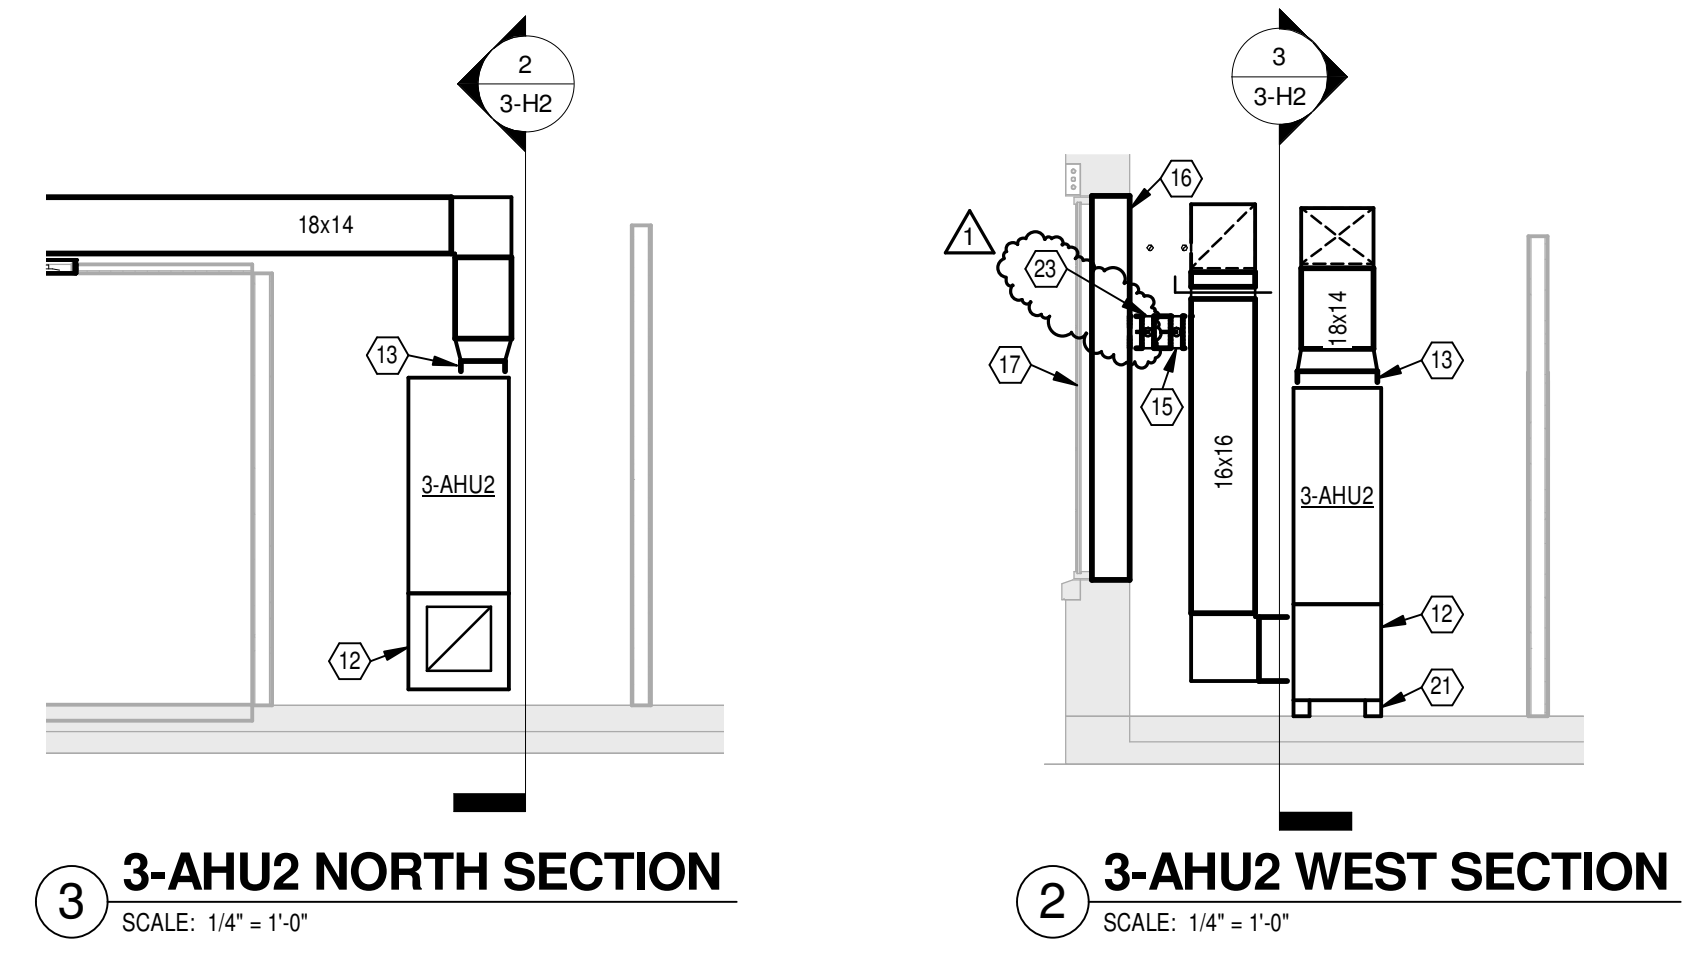 2
3-H2
18x14
13
3-AHU2
12
3
3-AHU2 NORTH SECTION
SCALE: 1/4" = 1'-0"
3
3-H2
16
1
23
17
15
18x14
13
16x16
3-AHU2
12
21
2
3-AHU2 WEST SECTION
SCALE: 1/4" = 1'-0"